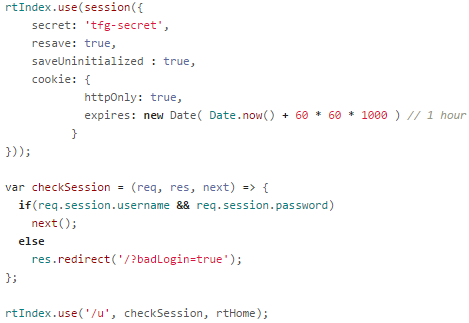 rtIndex.use(session({
    secret: 'tfg-secret',
    resave: true,
    saveUninitialized : true,
    cookie: {
            httpOnly: true,
            expires: new Date( Date.now() + 60 * 60 * 1000 ) // 1 hour
          }
}));

var checkSession = (req, res, next) => {
  if(req.session.username && req.session.password)
    next();
  else
    res.redirect('/?badLogin=true');
};

rtIndex.use('/u', checkSession, rtHome);